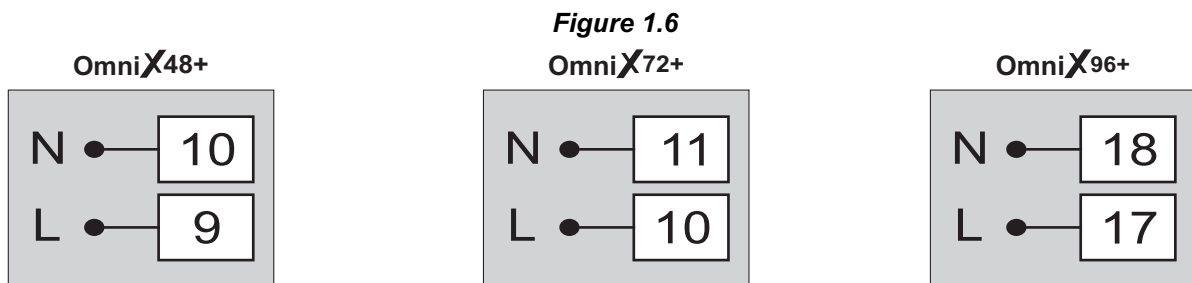 Figure 1.6
OmniX48+
OmniX72+
OmniX96+
N 10
L 9
N 11
L 10
N 18
L 17